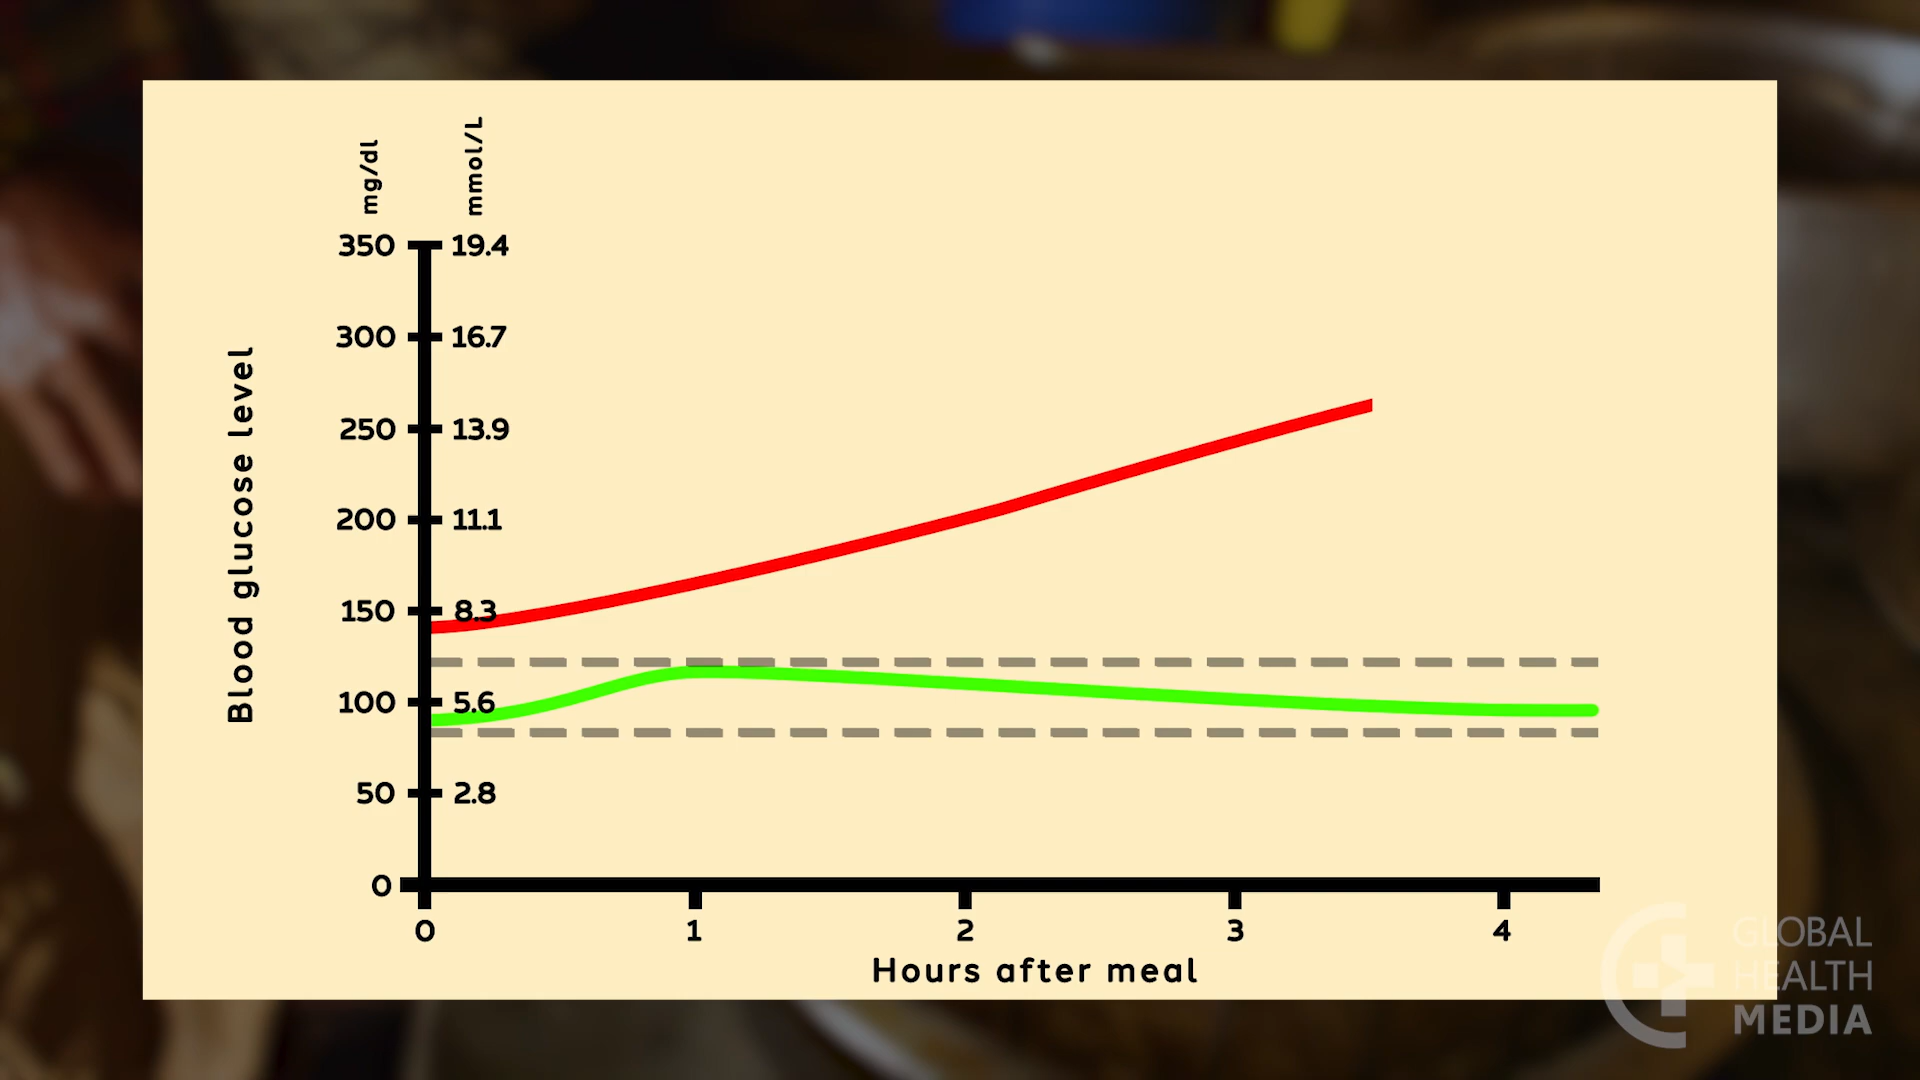 mg/dl
mmol/L
350 19.4
300 16.7
250 13.9
200 11.1
150 8.3
100 5.6
50 2.8
0
Blood glucose level
0 1 2 3 4
Hours after meal
GLOBAL
HEALTH
MEDIA